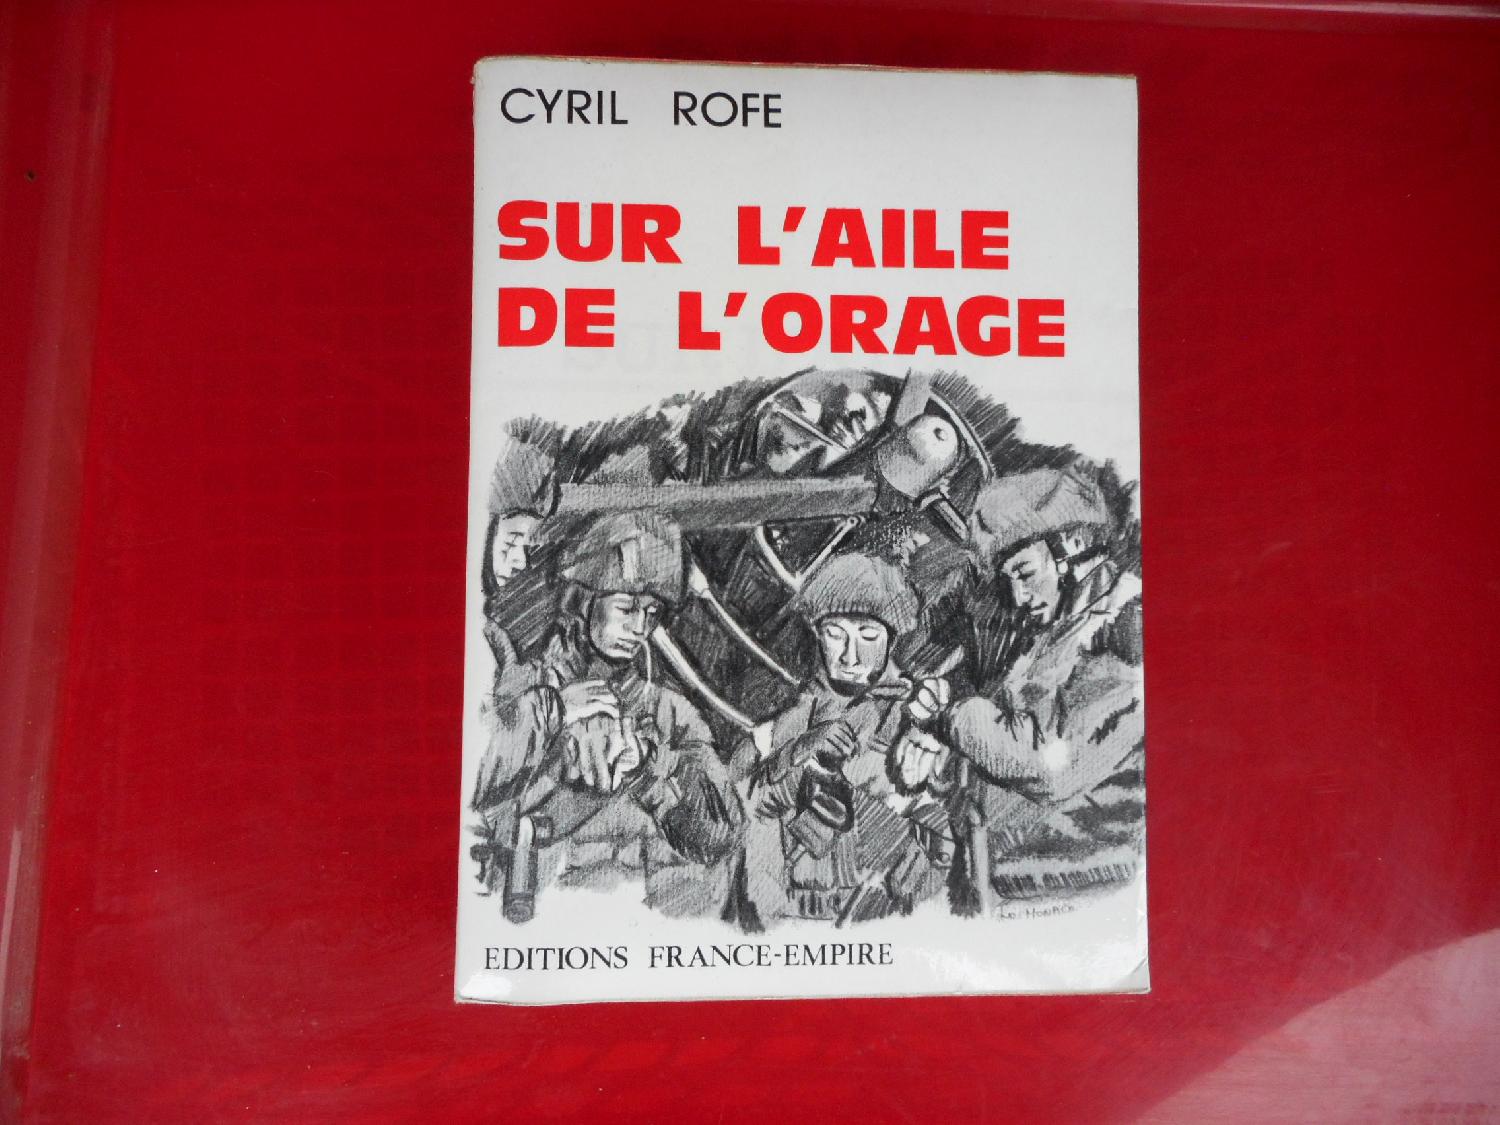 CYRIL ROFE
SUR L'AILE
DE L'ORAGE
EDITIONS FRANCE-EMPIRE